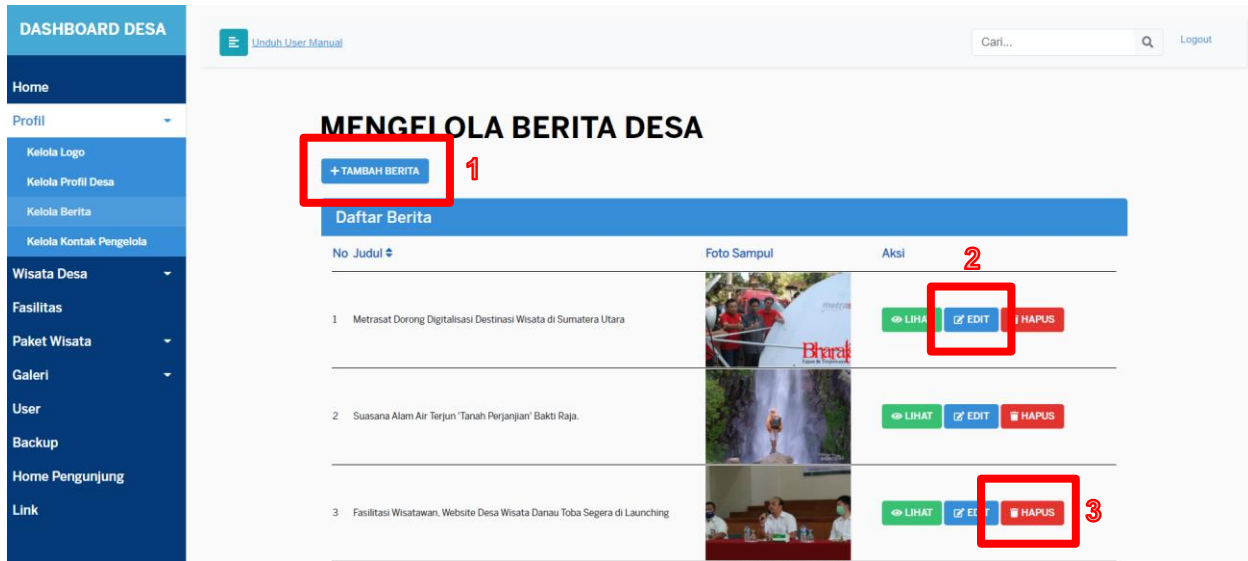 DASHBOARD DESA
Unduh User Manual
Cari...
Logout
Home
Profil
Kelola Logo
Kelola Profil Desa
Kelola Berita
Kelola Kontak Pengelola
Wisata Desa
Fasilitas
Paket Wisata
Galeri
User
Backup
Home Pengunjung
Link
MENGELOLA BERITA DESA
+ TAMBAH BERITA
1
Daftar Berita
No Judul Foto Sampul Aksi
2
1 Metrasat Dorong Digitalisasi Destinasi Wisata di Sumatera Utara LIHAT EDIT HAPUS
Bharat
2 Suasana Alam Air Terjun 'Tanah Perjanjian' Bakti Raja. LIHAT EDIT HAPUS
3 Fasilitasi Wisatawan, Website Desa Wisata Danau Toba Segera di Launching LIHAT EDIT HAPUS
3